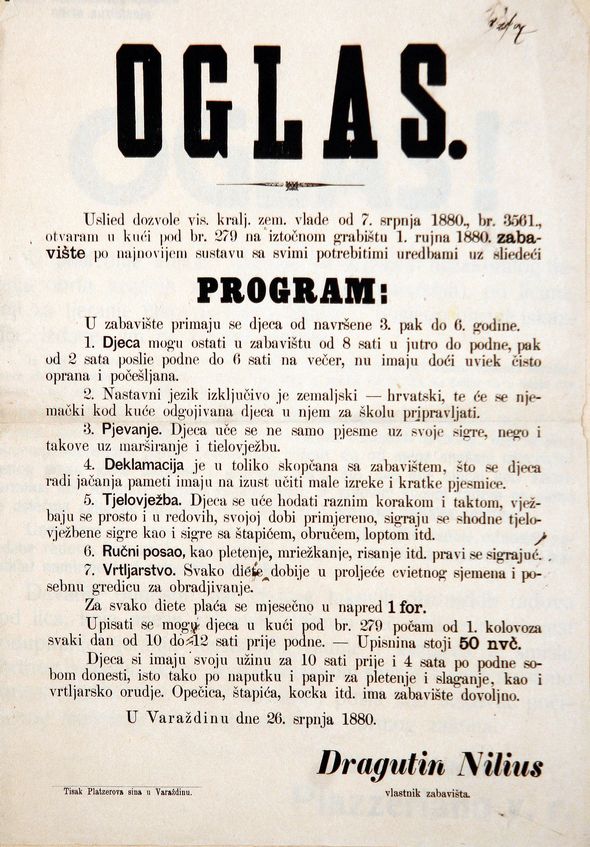 OGLAS.
Uslied dozvole vis. kralj. zem. vlade od 7. srpnja 1880., br. 3561.,
otvaram u kući pod br. 279 na iztočnom grabištu 1. rujna 1880. zaba-
vište po najnovijem sustavu sa svimi potrebitimi uredbami uz sliedeći
PROGRAM:
U zabavište primaju se djeca od navršene 3. pak do 6. godine.
1. Djeca mogu ostati u zabavištu od 8 sati u jutro do podne, pak
od 2 sata poslie podne do 6 sati na večer, nu imaju doći uviek čisto
oprana i počešljana.
2. Nastavni jezik izključivo je zemaljski — hrvatski, te će se nje-
mački kod kuće odgojivana djeca u njem za školu pripravljati.
3. Pjevanje. Djeca uče se ne samo pjesme uz svoje sigre, nego i
takove uz marširanje i tielovježbu.
4. Deklamacija je u toliko skopčana sa zabavištem, što se djeca
radi jačanja pameti imaju na izust učiti male izreke i kratke pjesmice.
5. Tjelovježba. Djeca se uče hodati raznim korakom i taktom, vjež-
baju se prosto i u redovih, svojoj dobi primjereno, sigraju se shodne tjelo-
vježbene sigre kao i sigre sa štapićem, obručem, loptom itd.
6. Ručni posao, kao pletenje, mriežkanje, risanje itd. pravi se sigrajuć.
7. Vrtljarstvo. Svako diete dobije u proljeće cvietnog sjemena i po-
sebnu gredicu za obradjivanje.
Za svako diete plaća se mjesečno u napred 1 for.
Upisati se mogu djeca u kući pod br. 279 počam od 1. kolovoza
svaki dan od 10 do 12 sati prije podne. — Upisnina stoji 50 nvč.
Djeca si imaju svoju užinu za 10 sati prije i 4 sata po podne so-
bom donesti, isto tako po naputku i papir za pletenje i slaganje, kao i
vrtljarsko orudje. Opečica, štapića, kocka itd. ima zabavište dovoljno.
U Varaždinu dne 26. srpnja 1880.
Dragutin Nilius
vlastnik zabavišta.
Tisak Platzerova sina u Varaždinu.